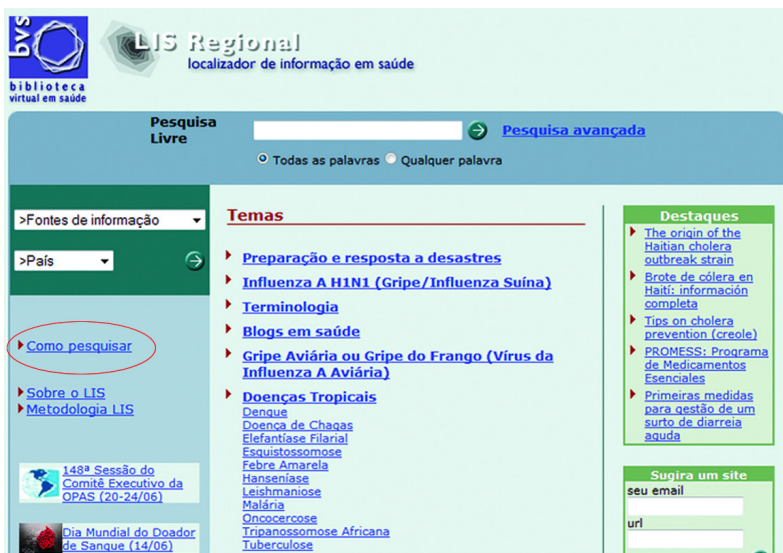 bvs
biblioteca
virtual em saúde
LIS Regional
localizador de informação em saúde
Pesquisa
Livre
Pesquisa avançada
Todas as palavras
Qualquer palavra
>Fontes de informação
>País
Como pesquisar
Sobre o LIS
Metodologia LIS
148ª Sessão do
Comitê Executivo da
OPAS (20-24/06)
Dia Mundial do Doador
de Sangue (14/06)
Temas
Preparação e resposta a desastres
Influenza A H1N1 (Gripe/Influenza Suína)
Terminologia
Blogs em saúde
Gripe Aviária ou Gripe do Frango (Vírus da
Influenza A Aviária)
Doenças Tropicais
Dengue
Doença de Chagas
Elefantíase Filarial
Esquistossomose
Febre Amarela
Hanseníase
Leishmaniose
Malária
Oncocercose
Tripanossomose Africana
Tuberculose
Destaques
The origin of the
Haitian cholera
outbreak strain
Brote de cólera en
Haití: información
completa
Tips on cholera
prevention (creole)
PROMESS: Programa
de Medicamentos
Esenciales
Primeiras medidas
para gestão de um
surto de diarreia
aguda
Sugira um site
seu email
url